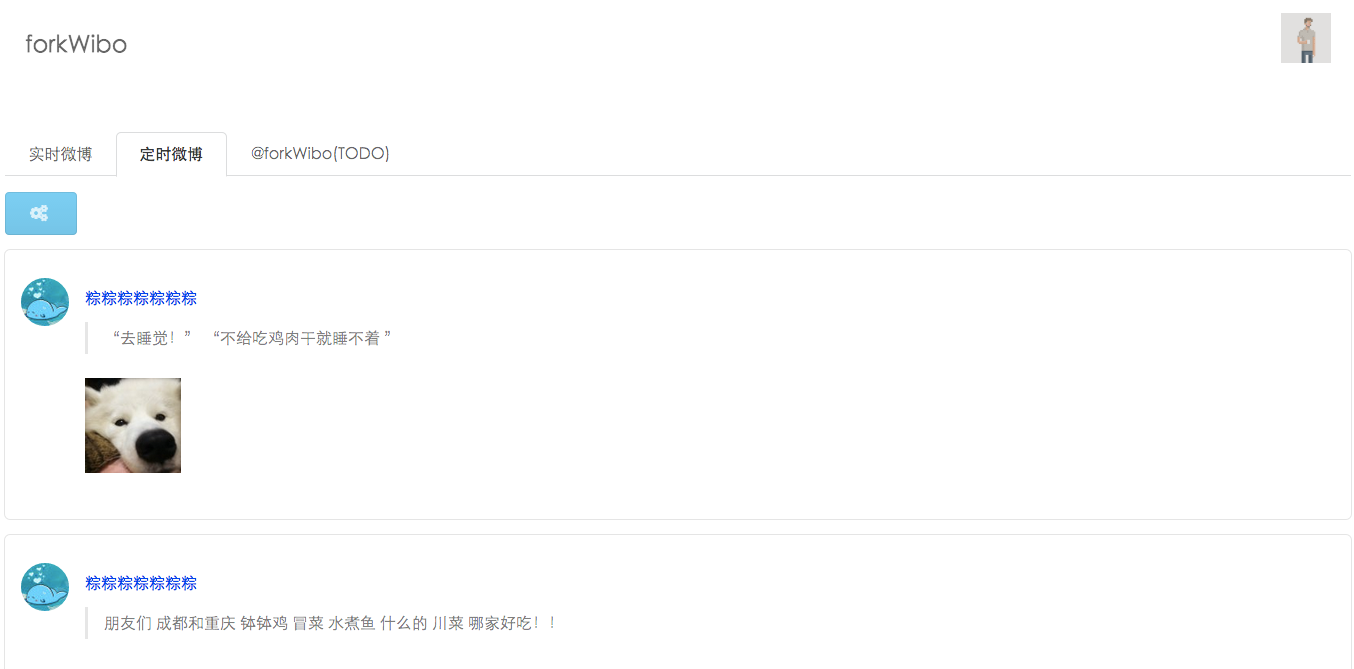 forkWibo
实时微博 定时微博 @forkWibo(TODO)
粽粽粽粽粽粽粽
“去睡觉！” “不给吃鸡肉干就睡不着 ”
粽粽粽粽粽粽粽
朋友们 成都和重庆 钵钵鸡 冒菜 水煮鱼 什么的 川菜 哪家好吃！！